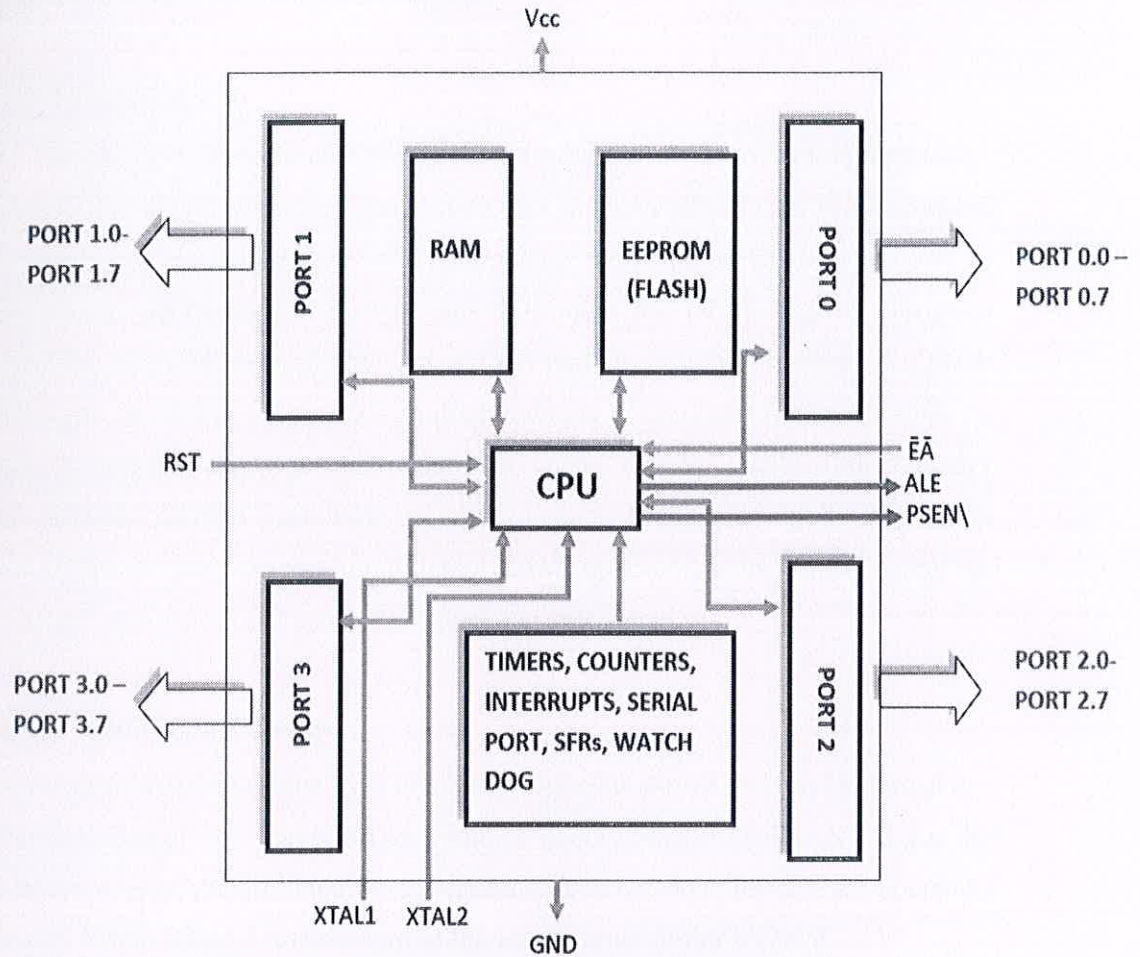 Vcc
PORT 1.0-
PORT 1.7
PORT 1
RAM
EEPROM
(FLASH)
PORT 0
PORT 0.0 –
PORT 0.7
RST
CPU
E̅A̅
ALE
PSEN\
PORT 3.0 –
PORT 3.7
PORT 3
TIMERS, COUNTERS,
INTERRUPTS, SERIAL
PORT, SFRs, WATCH
DOG
PORT 2
PORT 2.0-
PORT 2.7
XTAL1
XTAL2
GND